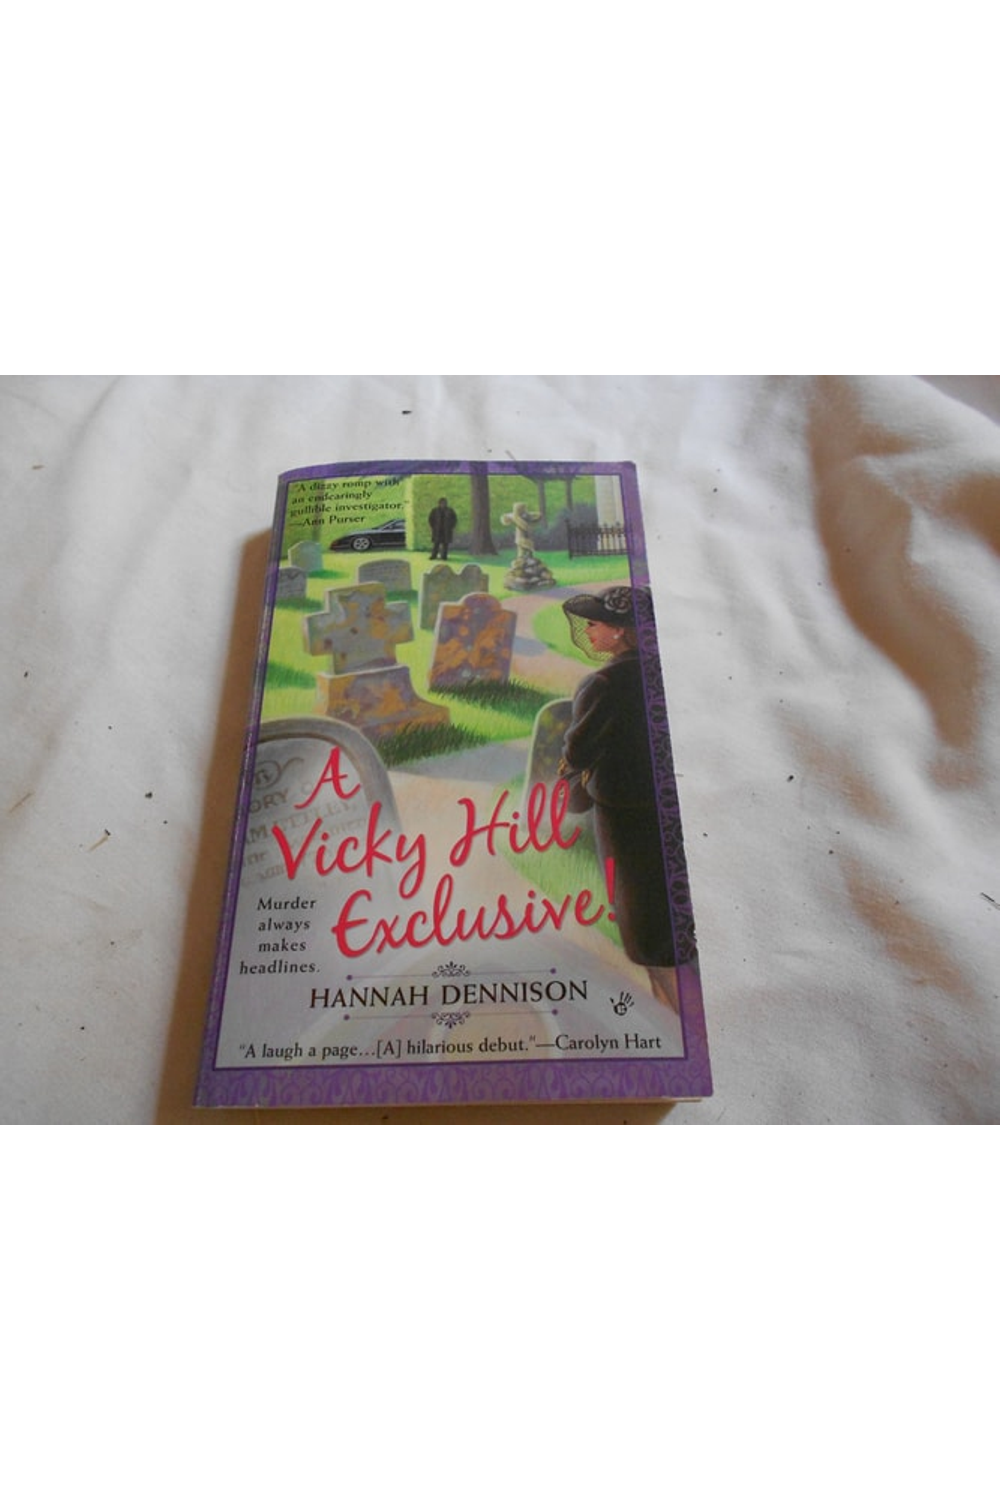 "A dizzy romp with
an endearingly
gullible investigator."
—Ann Purser
A
Vicky Hill
Exclusive!
Murder
always
makes
headlines.
HANNAH DENNISON
"A laugh a page...[A] hilarious debut."—Carolyn Hart